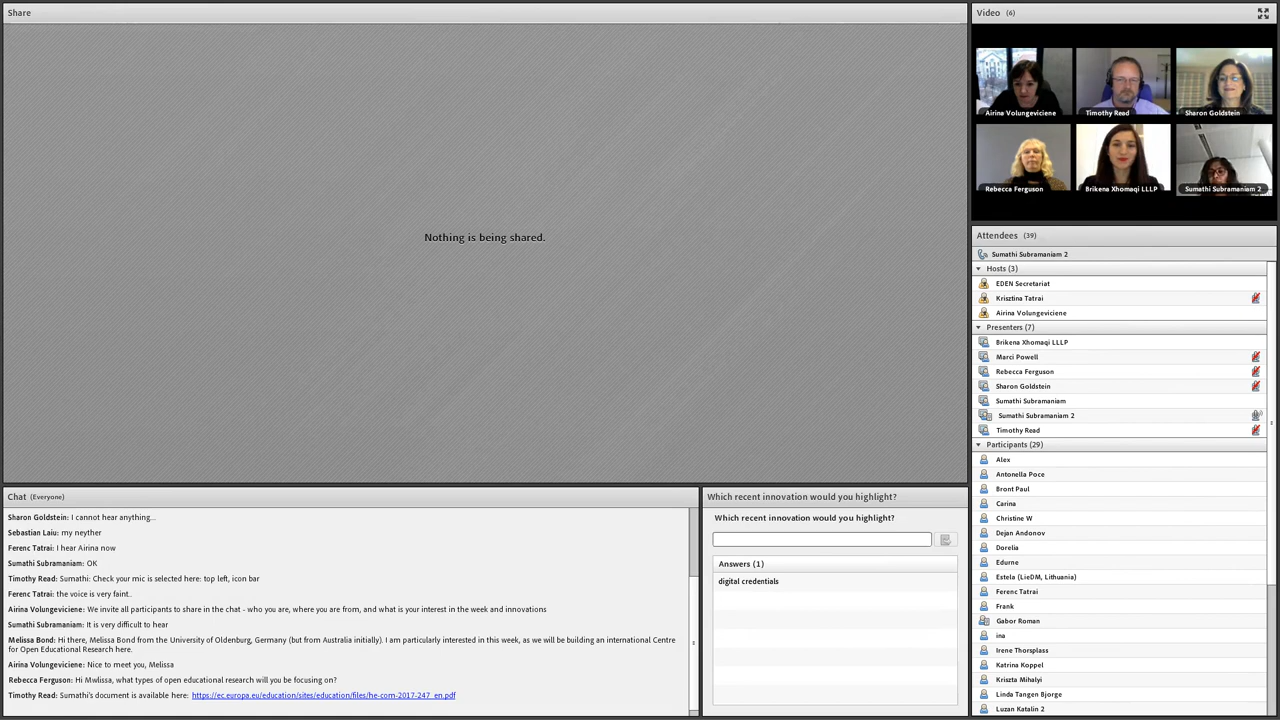 Share
Nothing is being shared.
Video (6)
Airina Volungeviciene
Timothy Read
Sharon Goldstein
Rebecca Ferguson
Brikena Xhomaqi LLLP
Sumathi Subramaniam 2
Attendees (39)
Sumathi Subramaniam 2
Hosts (3)
EDEN Secretariat
Krisztina Tatrai
Airina Volungeviciene
Presenters (7)
Brikena Xhomaqi LLLP
Marci Powell
Rebecca Ferguson
Sharon Goldstein
Sumathi Subramaniam
Sumathi Subramaniam 2
Timothy Read
Participants (29)
Alex
Antonella Poce
Bront Paul
Carina
Christine W
Dejan Andonov
Dorelia
Edurne
Estela (LieDM, Lithuania)
Ferenc Tatrai
Frank
Gabor Roman
ina
Irene Thorsplass
Katrina Koppel
Kriszta Mihalyi
Linda Tangen Bjorge
Luzan Katalin 2
Chat (Everyone)
Sharon Goldstein: I cannot hear anything...
Sebastian Laiu: my neyther
Ferenc Tatrai: I hear Airina now
Sumathi Subramaniam: OK
Timothy Read: Sumathi: Check your mic is selected here: top left, icon bar
Ferenc Tatrai: the voice is very faint..
Airina Volungeviciene: We invite all participants to share in the chat - who you are, where you are from, and what is your interest in the week and innovations
Sumathi Subramaniam: It is very difficult to hear
Melissa Bond: Hi there, Melissa Bond from the University of Oldenburg, Germany (but from Australia initially). I am particularly interested in this week, as we will be building an international Centre
for Open Educational Research here.
Airina Volungeviciene: Nice to meet you, Melissa
Rebecca Ferguson: Hi Mwlissa, what types of open educational research will you be focusing on?
Timothy Read: Sumathi's document is available here: https://ec.europa.eu/education/sites/education/files/he-com-2017-247_en.pdf
Which recent innovation would you highlight?
Which recent innovation would you highlight?
Answers (1)
digital credentials